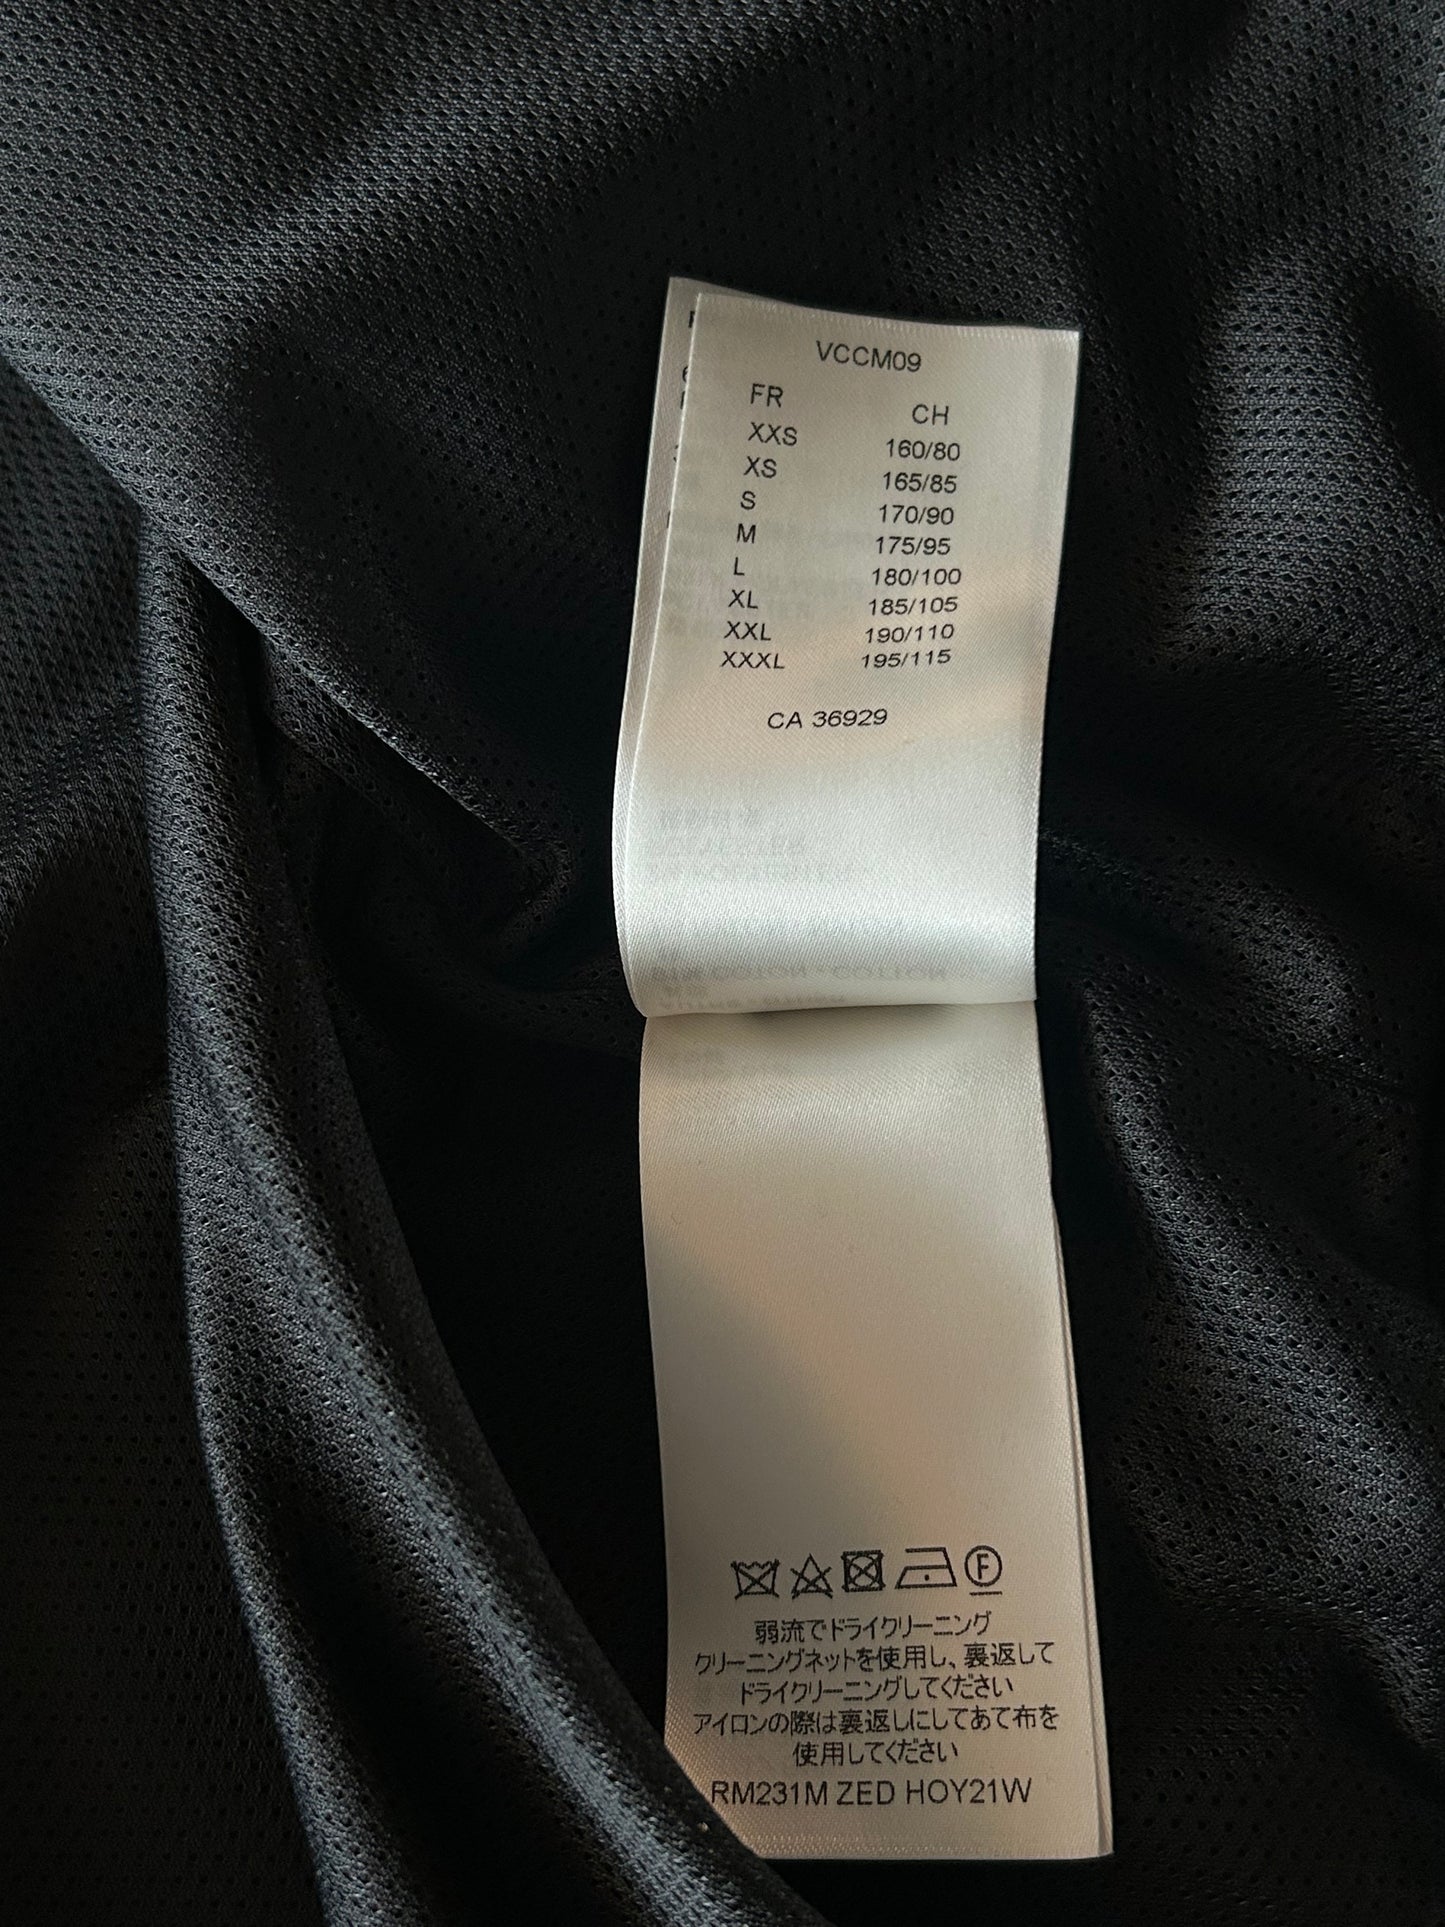 VCCM09
FR CH
XXS 160/80
XS 165/85
S 170/90
M 175/95
L 180/100
XL 185/105
XXL 190/110
XXXL 195/115
CA 36929
F
弱流でドライクリーニング
クリーニングネットを使用し、裏返して
ドライクリーニングしてください
アイロンの際は裏返しにしてあて布を
使用してください
RM231M ZED HOY21W